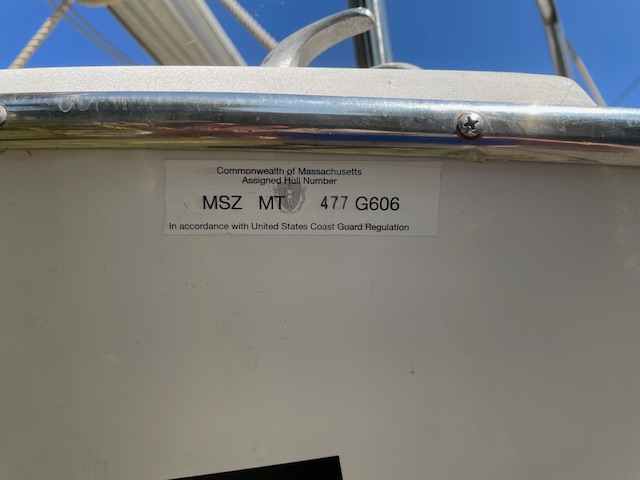 Commonwealth of Massachusetts
Assigned Hull Number
MSZ MT 477 G606
In accordance with United States Coast Guard Regulation